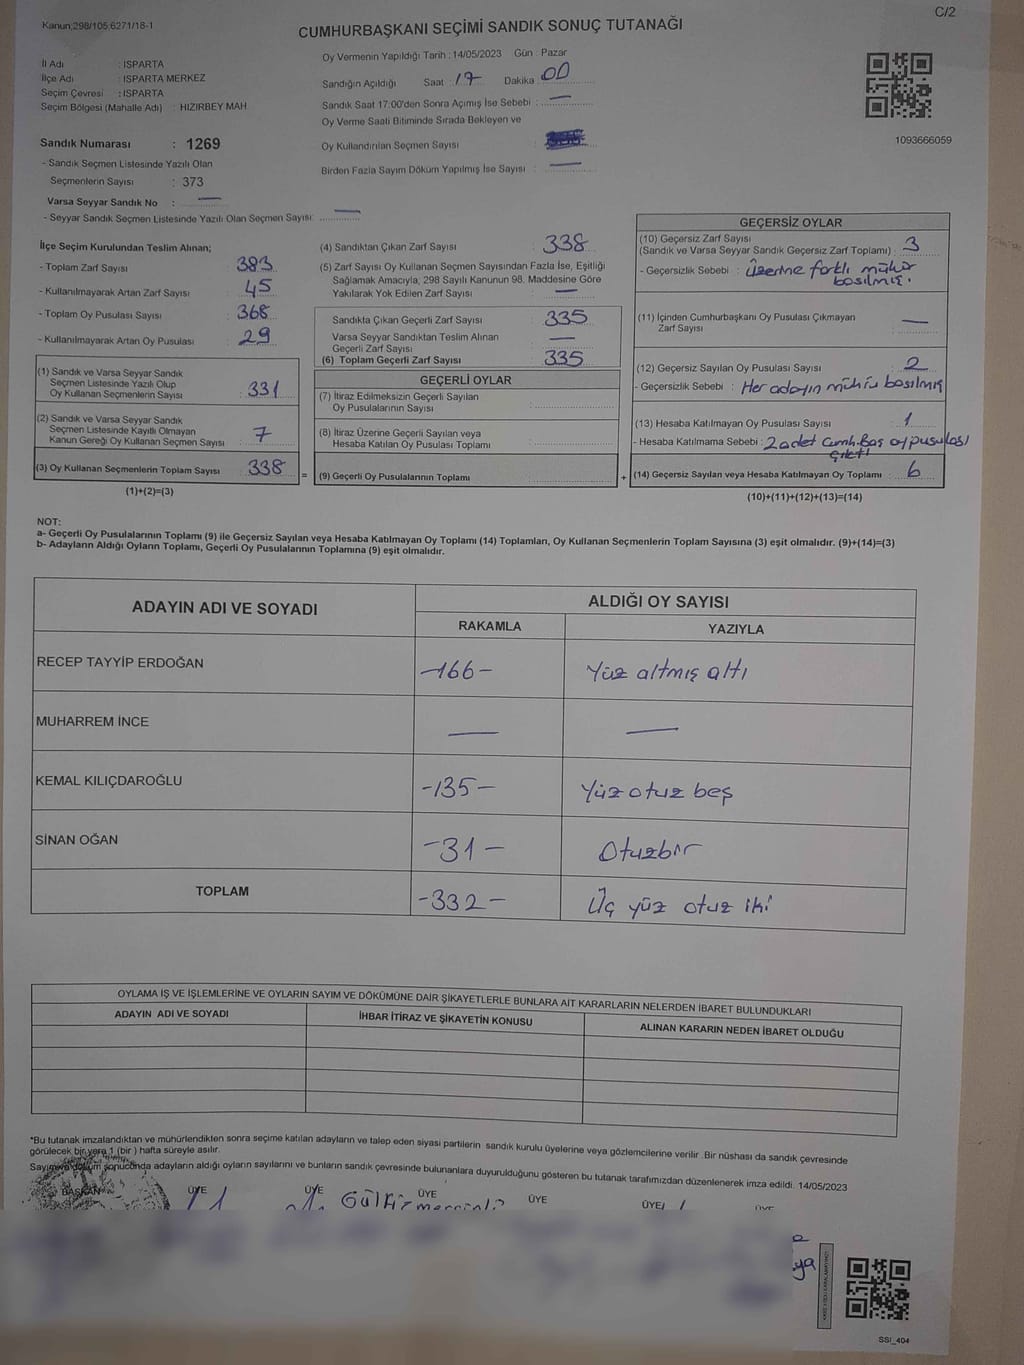 C/2
Kanun;298/105,6271/18-1
CUMHURBAŞKANI SEÇİMİ SANDIK SONUÇ TUTANAĞI
Oy Vermenin Yapıldığı Tarih : 14/05/2023 Gün : Pazar
İl Adı : ISPARTA
İlçe Adı : ISPARTA MERKEZ
Seçim Çevresi : ISPARTA
Seçim Bölgesi (Mahalle Adı) : HIZIRBEY MAH
Sandığın Açıldığı Saat : 17 Dakika : 00
Sandık Saat 17:00'den Sonra Açımış İse Sebebi : —
Oy Verme Saati Bitiminde Sırada Bekleyen ve
Oy Kullandırılan Seçmen Sayısı :
Birden Fazla Sayım Döküm Yapılmış İse Sayısı : —
1093666059
Sandık Numarası : 1269
- Sandık Seçmen Listesinde Yazılı Olan
Seçmenlerin Sayısı : 373
Varsa Seyyar Sandık No : —
- Seyyar Sandık Seçmen Listesinde Yazılı Olan Seçmen Sayısı: —
İlçe Seçim Kurulundan Teslim Alınan;
- Toplam Zarf Sayısı : 383
- Kullanılmayarak Artan Zarf Sayısı : 45
- Toplam Oy Pusulası Sayısı : 368
- Kullanılmayarak Artan Oy Pusulası : 29
(1) Sandık ve Varsa Seyyar Sandık
Seçmen Listesinde Yazılı Olup
Oy Kullanan Seçmenlerin Sayısı : 331
(2) Sandık ve Varsa Seyyar Sandık
Seçmen Listesinde Kayıtlı Olmayan
Kanun Gereği Oy Kullanan Seçmen Sayısı : 7
(3) Oy Kullanan Seçmenlerin Toplam Sayısı : 338
(1)+(2)=(3)
(4) Sandıktan Çıkan Zarf Sayısı : 338
(5) Zarf Sayısı Oy Kullanan Seçmen Sayısından Fazla İse, Eşitliği
Sağlamak Amacıyla; 298 Sayılı Kanunun 98. Maddesine Göre
Yakılarak Yok Edilen Zarf Sayısı : —
Sandıkta Çıkan Geçerli Zarf Sayısı : 335
Varsa Seyyar Sandıktan Teslim Alınan
Geçerli Zarf Sayısı : —
(6) Toplam Geçerli Zarf Sayısı : 335
GEÇERLİ OYLAR
(7) İtiraz Edilmeksizin Geçerli Sayılan
Oy Pusulalarının Sayısı :
(8) İtiraz Üzerine Geçerli Sayılan veya
Hesaba Katılan Oy Pusulası Toplamı :
= (9) Geçerli Oy Pusulalarının Toplamı :
GEÇERSİZ OYLAR
(10) Geçersiz Zarf Sayısı
(Sandık ve Varsa Seyyar Sandık Geçersiz Zarf Toplamı) : 3
- Geçersizlik Sebebi : Üzerine farklı mühür
basılmış.
(11) İçinden Cumhurbaşkanı Oy Pusulası Çıkmayan
Zarf Sayısı : —
(12) Geçersiz Sayılan Oy Pusulası Sayısı : 2
- Geçersizlik Sebebi : Her adayın mührü basılmış
(13) Hesaba Katılmayan Oy Pusulası Sayısı : 1
- Hesaba Katılmama Sebebi : 2 adet Cumh.Baş oy pusulası
çıktı
+ (14) Geçersiz Sayılan veya Hesaba Katılmayan Oy Toplamı : 6
(10)+(11)+(12)+(13)=(14)
NOT:
a- Geçerli Oy Pusulalarının Toplamı (9) ile Geçersiz Sayılan veya Hesaba Katılmayan Oy Toplamı (14) Toplamları, Oy Kullanan Seçmenlerin Toplam Sayısına (3) eşit olmalıdır. (9)+(14)=(3)
b- Adayların Aldığı Oyların Toplamı, Geçerli Oy Pusulalarının Toplamına (9) eşit olmalıdır.
ADAYIN ADI VE SOYADI
ALDIĞI OY SAYISI
RAKAMLA YAZIYLA
RECEP TAYYİP ERDOĞAN -166- Yüz altmış altı
MUHARREM İNCE — —
KEMAL KILIÇDAROĞLU -135- Yüz otuz beş
SİNAN OĞAN -31- Otuzbir
TOPLAM -332- Üç yüz otuz iki
OYLAMA İŞ VE İŞLEMLERİNE VE OYLARIN SAYIM VE DÖKÜMÜNE DAİR ŞİKAYETLERLE BUNLARA AİT KARARLARIN NELERDEN İBARET BULUNDUKLARI
ADAYIN ADI VE SOYADI İHBAR İTİRAZ VE ŞİKAYETİN KONUSU ALINAN KARARIN NEDEN İBARET OLDUĞU
*Bu tutanak imzalandıktan ve mühürlendikten sonra seçime katılan adayların ve talep eden siyasi partilerin sandık kurulu üyelerine veya gözlemcilerine verilir .Bir nüshası da sandık çevresinde
görülecek bir yere 1 (bir ) hafta süreyle asılır.
Sayım ve döküm sonucunda adayların aldığı oyların sayılarını ve bunların sandık çevresinde bulunanlara duyurulduğunu gösteren bu tutanak tarafımızdan düzenlenerek imza edildi. 14/05/2023
BAŞKAN ÜYE ÜYE ÜYE ÜYE ÜYE ÜYE
SSI_404